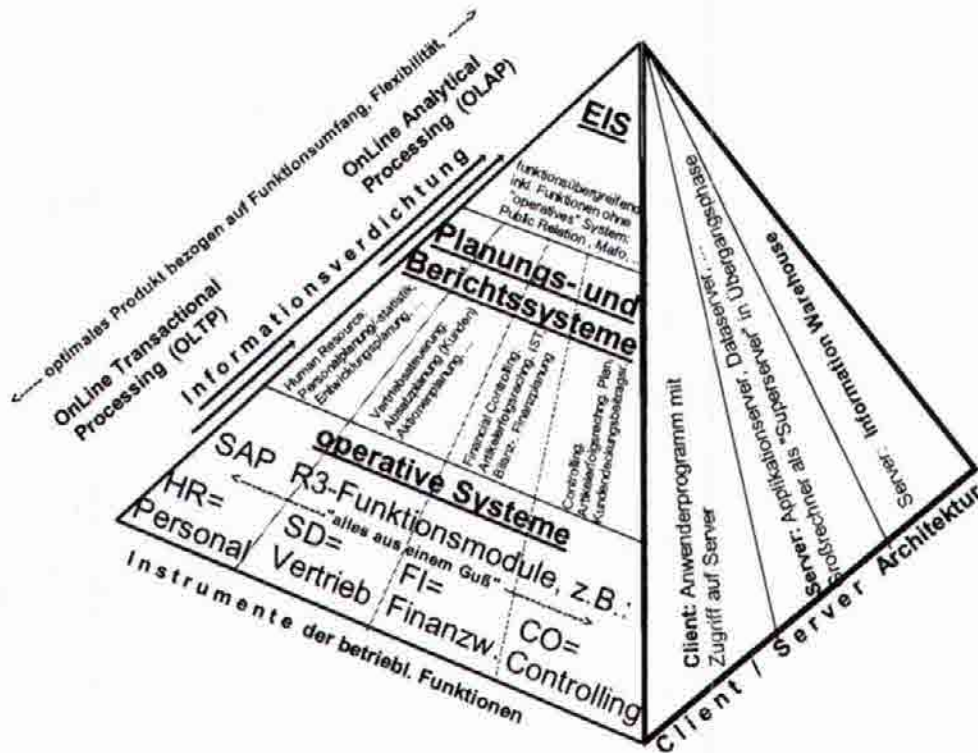 <----- optimales Produkt bezogen auf Funktionsumfang, Flexibilität, ----->
OnLine Analytical
Processing (OLAP)
OnLine Transactional
Processing (OLTP)
Informationsverdichtung
EIS
funktionsübergreifend
inkl. Funktionen ohne
"operatives" System:
Public Relation, Mafo, ...
Planungs- und
Berichtssysteme
Human Resource:
Personalplanung/statistik,
Entwicklungsplanung, ...
Vertriebssteuerung:
Absatzplanung (Kunden)
Aktionenplanung, ...
Financial Controlling:
Artikelerfolgsrechng. (IST)
Bilanz-, Finanzplanung
Controlling:
Artikelerfolgsrechng. Plan
Kundendeckungsbeitragsr.
operative Systeme
SAP R3-Funktionsmodule, z.B.:
"alles aus einem Guß"
HR=
Personal
SD=
Vertrieb
FI=
Finanzw.
CO=
Controlling
Instrumente der betriebl. Funktionen
Client: Anwenderprogramm mit
Zugriff auf Server
Server: Applikationserver, Dataserver, ...
Großrechner als "Superserver" in Übergangsphase
Server: Information Warehouse
Client / Server Architektur